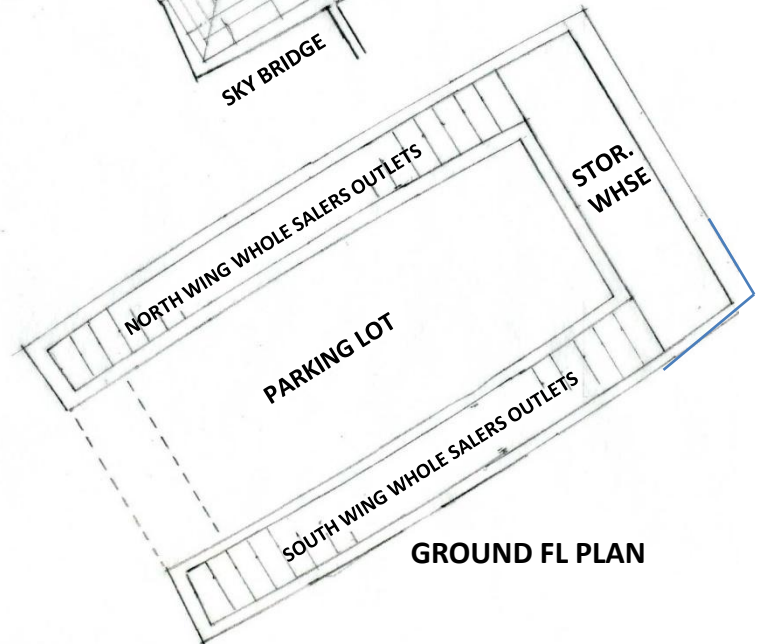 SKY BRIDGE
STOR.
WHSE
NORTH WING WHOLE SALERS OUTLETS
PARKING LOT
SOUTH WING WHOLE SALERS OUTLETS
GROUND FL PLAN